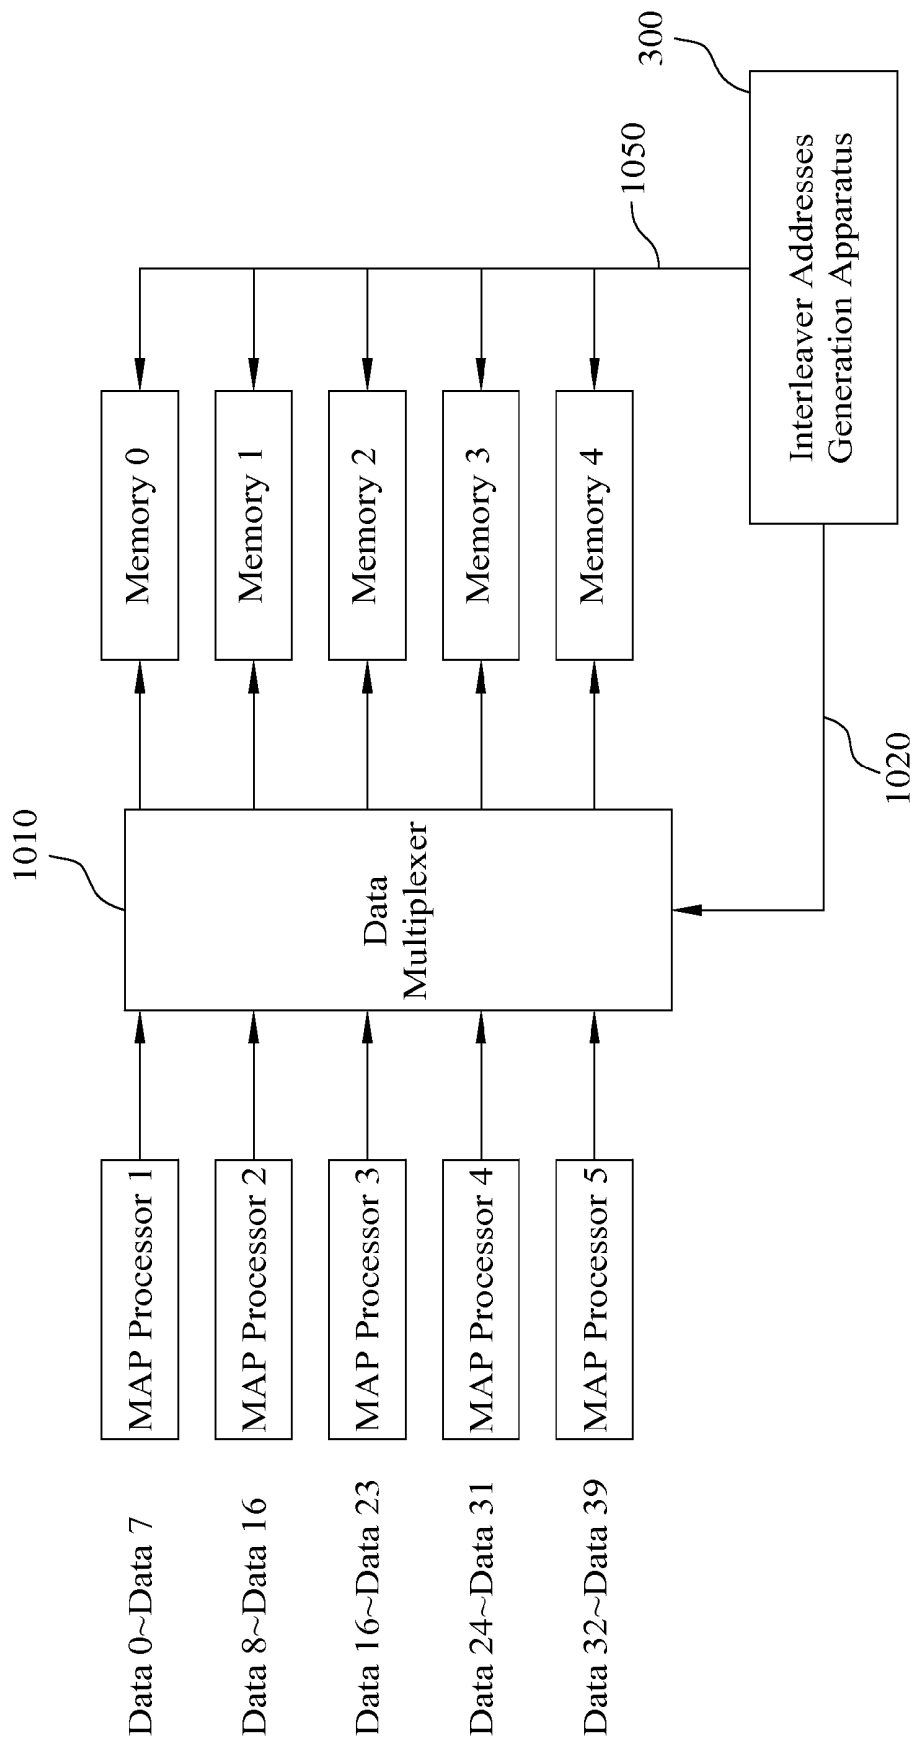 Data 0~Data 7
MAP Processor 1
1010
Memory 0
Data 8~Data 16
MAP Processor 2
Memory 1
Data 16~Data 23
MAP Processor 3
Data
Multiplexer
Memory 2
Data 24~Data 31
MAP Processor 4
Memory 3
Data 32~Data 39
MAP Processor 5
Memory 4
1050
300
Interleaver Addresses
Generation Apparatus
1020